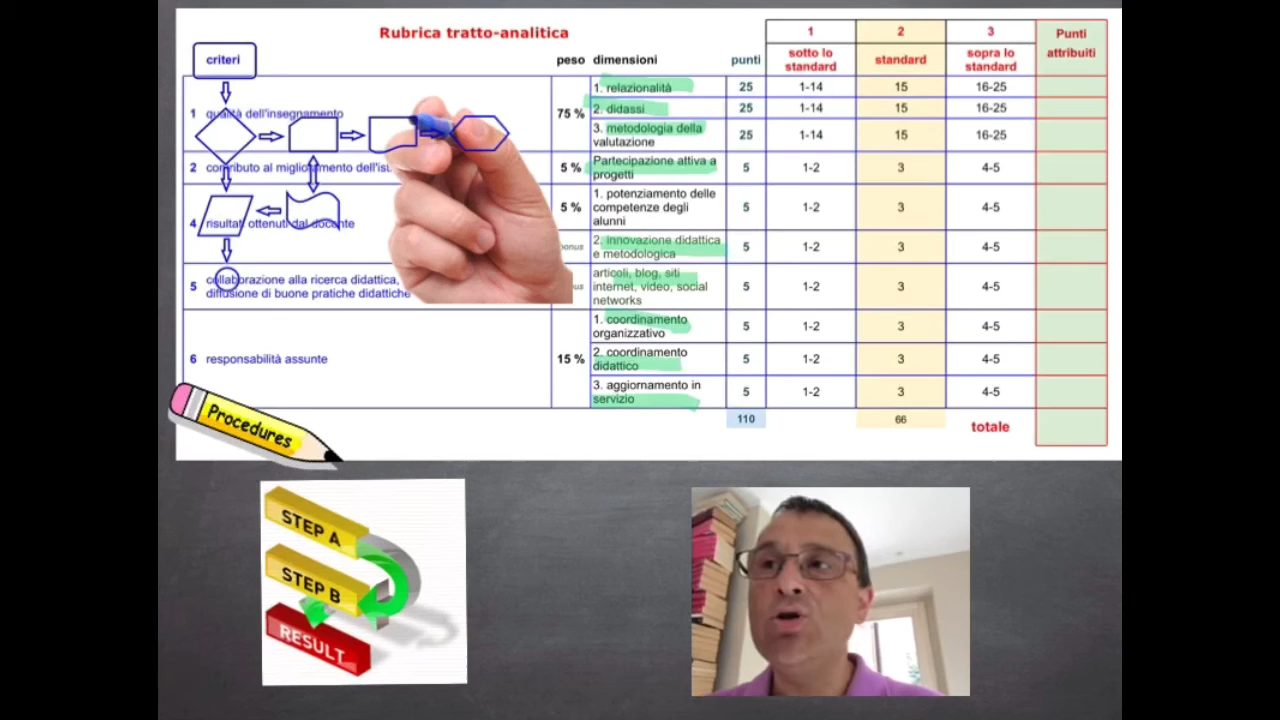 Rubrica tratto-analitica
1 2 3 Punti attribuiti
criteri peso dimensioni punti sotto lo standard standard sopra lo standard
1 qualità dell'insegnamento 75 % 1. relazionalità 25 1-14 15 16-25
2. didassi 25 1-14 15 16-25
3. metodologia della valutazione 25 1-14 15 16-25
2 contributo al miglioramento 5 % Partecipazione attiva a progetti 5 1-2 3 4-5
4 risultati ottenuti dal docente 5 % 1. potenziamento delle competenze degli alunni 5 1-2 3 4-5
2. innovazione didattica e metodologica 5 1-2 3 4-5
5 collaborazione alla ricerca didattica,
diffusione di buone pratiche didattiche
articoli, blog, siti internet, video, social networks 5 1-2 3 4-5
6 responsabilità assunte 15 % 1. coordinamento organizzativo 5 1-2 3 4-5
2. coordinamento didattico 5 1-2 3 4-5
3. aggiornamento in servizio 5 1-2 3 4-5
110 66 totale
Procedures
STEP A
STEP B
RESULT